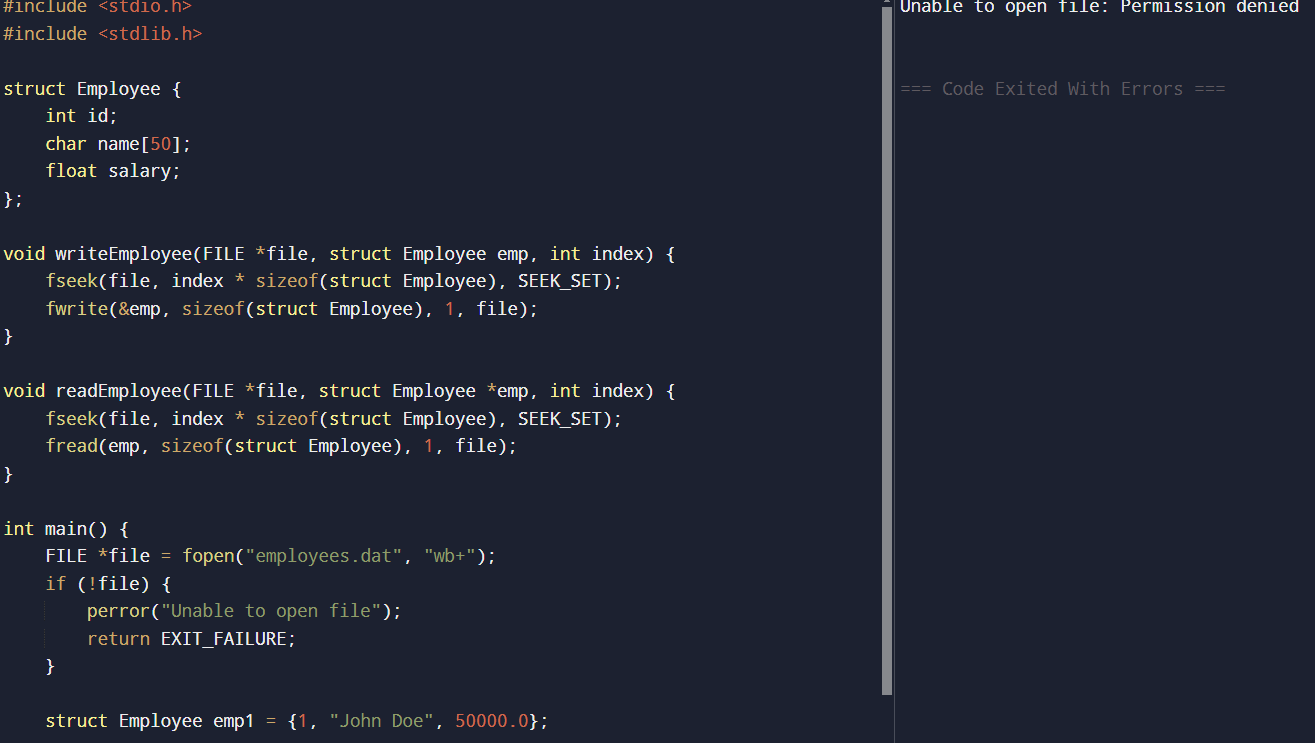 #include <stdio.h>
#include <stdlib.h>

struct Employee {
    int id;
    char name[50];
    float salary;
};

void writeEmployee(FILE *file, struct Employee emp, int index) {
    fseek(file, index * sizeof(struct Employee), SEEK_SET);
    fwrite(&emp, sizeof(struct Employee), 1, file);
}

void readEmployee(FILE *file, struct Employee *emp, int index) {
    fseek(file, index * sizeof(struct Employee), SEEK_SET);
    fread(emp, sizeof(struct Employee), 1, file);
}

int main() {
    FILE *file = fopen("employees.dat", "wb+");
    if (!file) {
        perror("Unable to open file");
        return EXIT_FAILURE;
    }

    struct Employee emp1 = {1, "John Doe", 50000.0};
Unable to open file: Permission denied
=== Code Exited With Errors ===